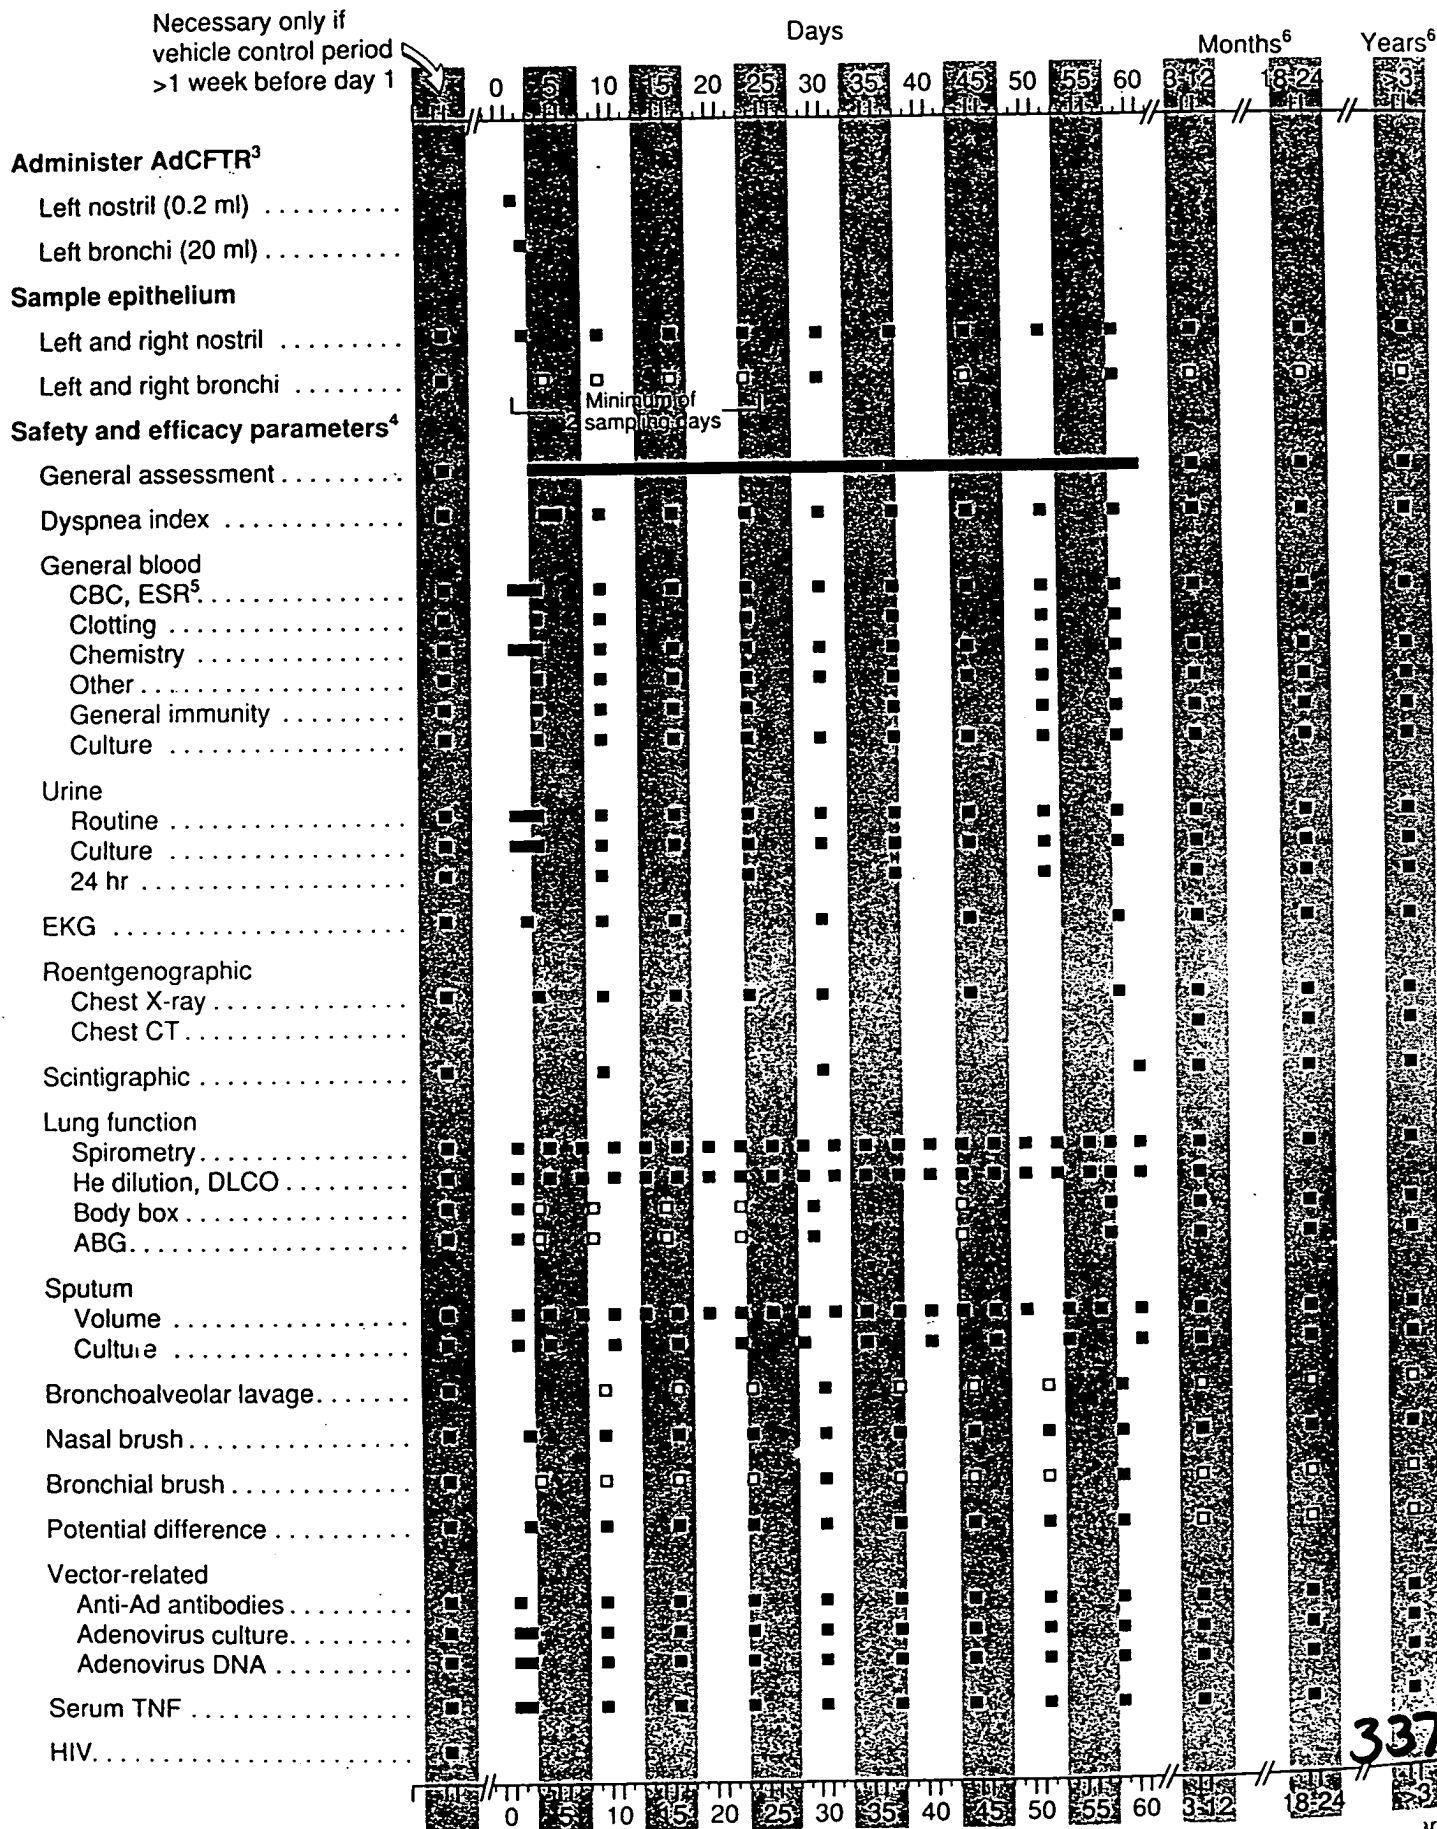 Necessary only if
vehicle control period
>1 week before day 1
Days
Months⁶
Years⁶
0 5 10 15 20 25 30 35 40 45 50 55 60 3-12 18-24 >3
Administer AdCFTR³
Left nostril (0.2 ml)
Left bronchi (20 ml)
Sample epithelium
Left and right nostril
Left and right bronchi
Minimum of
2 sampling days
Safety and efficacy parameters⁴
General assessment
Dyspnea index
General blood
CBC, ESR⁵
Clotting
Chemistry
Other
General immunity
Culture
Urine
Routine
Culture
24 hr
EKG
Roentgenographic
Chest X-ray
Chest CT
Scintigraphic
Lung function
Spirometry
He dilution, DLCO
Body box
ABG
Sputum
Volume
Culture
Bronchoalveolar lavage
Nasal brush
Bronchial brush
Potential difference
Vector-related
Anti-Ad antibodies
Adenovirus culture
Adenovirus DNA
Serum TNF
HIV
337
0 5 10 15 20 25 30 35 40 45 50 55 60 3-12 18-24 >3